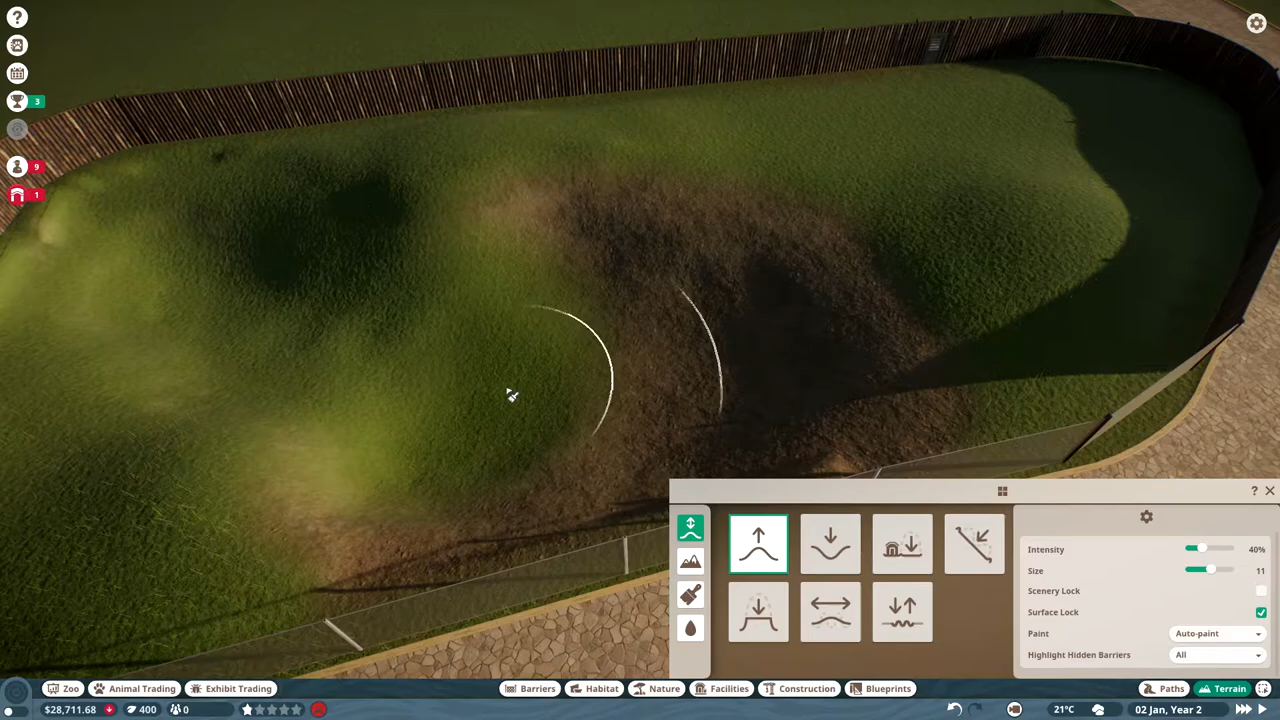 ?
3
9
1
?
Intensity 40%
Size 11
Scenery Lock
Surface Lock
Paint Auto-paint
Highlight Hidden Barriers All
Zoo Animal Trading Exhibit Trading Barriers Habitat Nature Facilities Construction Blueprints Paths Terrain
$28,711.68 400 0 21°C 02 Jan, Year 2